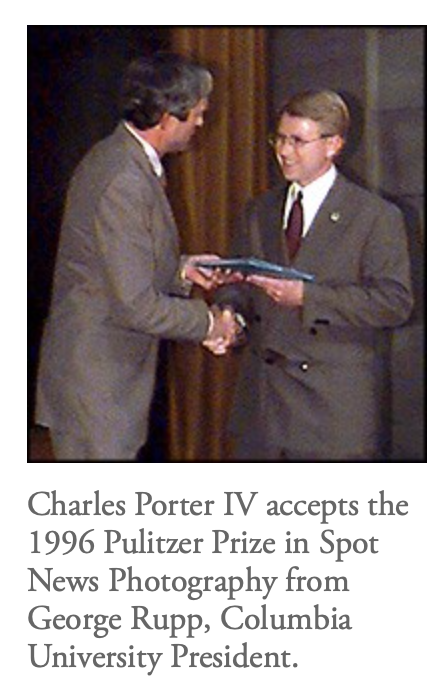 Charles Porter IV accepts the
1996 Pulitzer Prize in Spot
News Photography from
George Rupp, Columbia
University President.